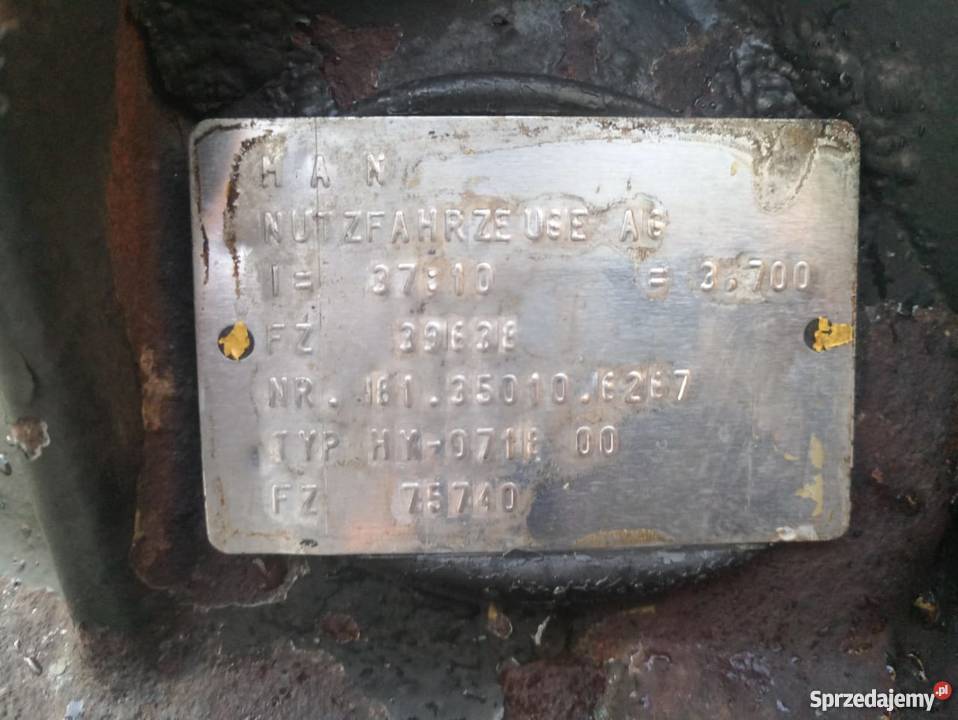 MAN
NUTZFAHRZEUGE AG
I= 37:10 = 3,700
FZ
NR. 81.35010.6267
TYP HY-0718 00
FZ 75740
Sprzedajemy.pl